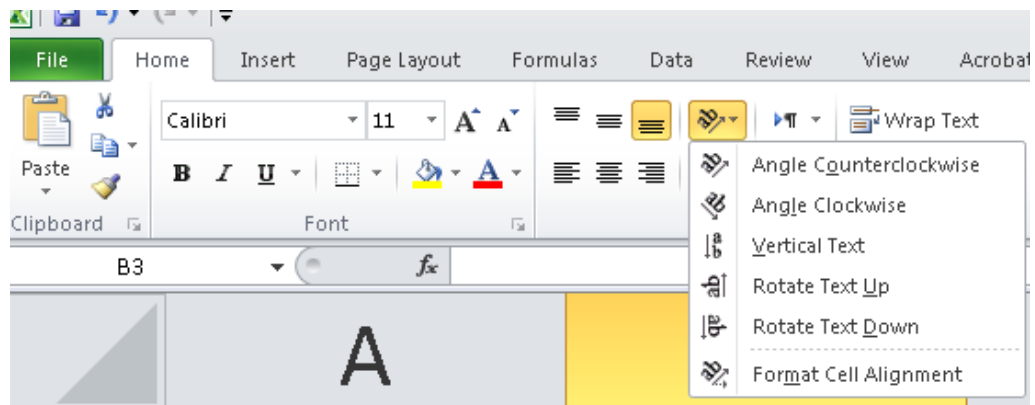 File Home Insert Page Layout Formulas Data Review View Acrobat
Calibri 11 A A Wrap Text
Paste B I U A
Clipboard Font
Angle Counterclockwise
Angle Clockwise
Vertical Text
Rotate Text Up
Rotate Text Down
Format Cell Alignment
B3 fx
A